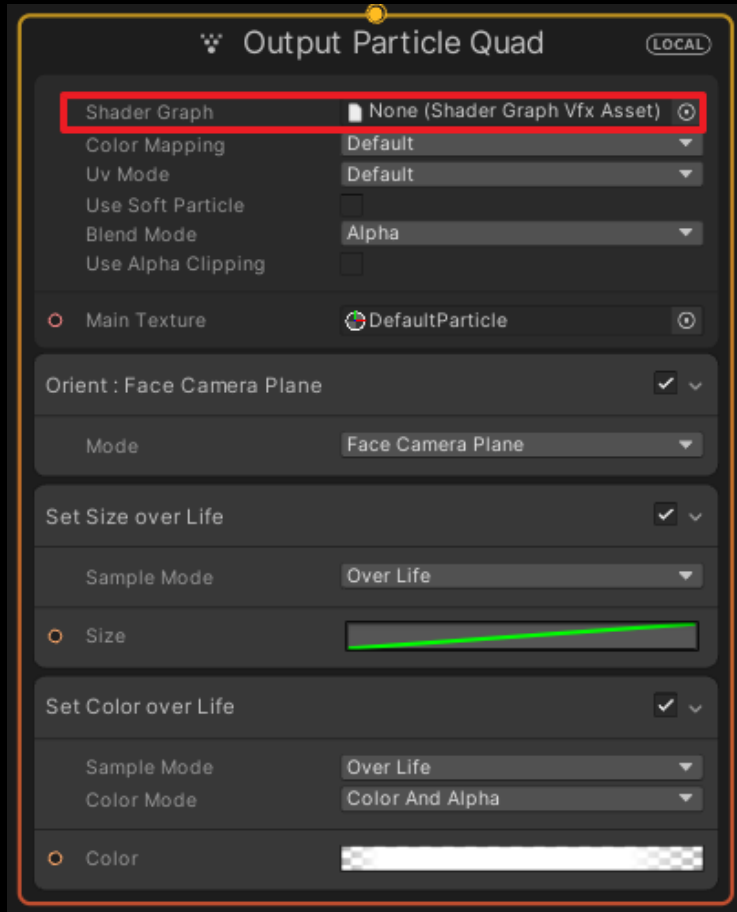 Output Particle Quad LOCAL
Shader Graph None (Shader Graph Vfx Asset)
Color Mapping Default
Uv Mode Default
Use Soft Particle
Blend Mode Alpha
Use Alpha Clipping
Main Texture DefaultParticle
Orient : Face Camera Plane
Mode Face Camera Plane
Set Size over Life
Sample Mode Over Life
Size
Set Color over Life
Sample Mode Over Life
Color Mode Color And Alpha
Color